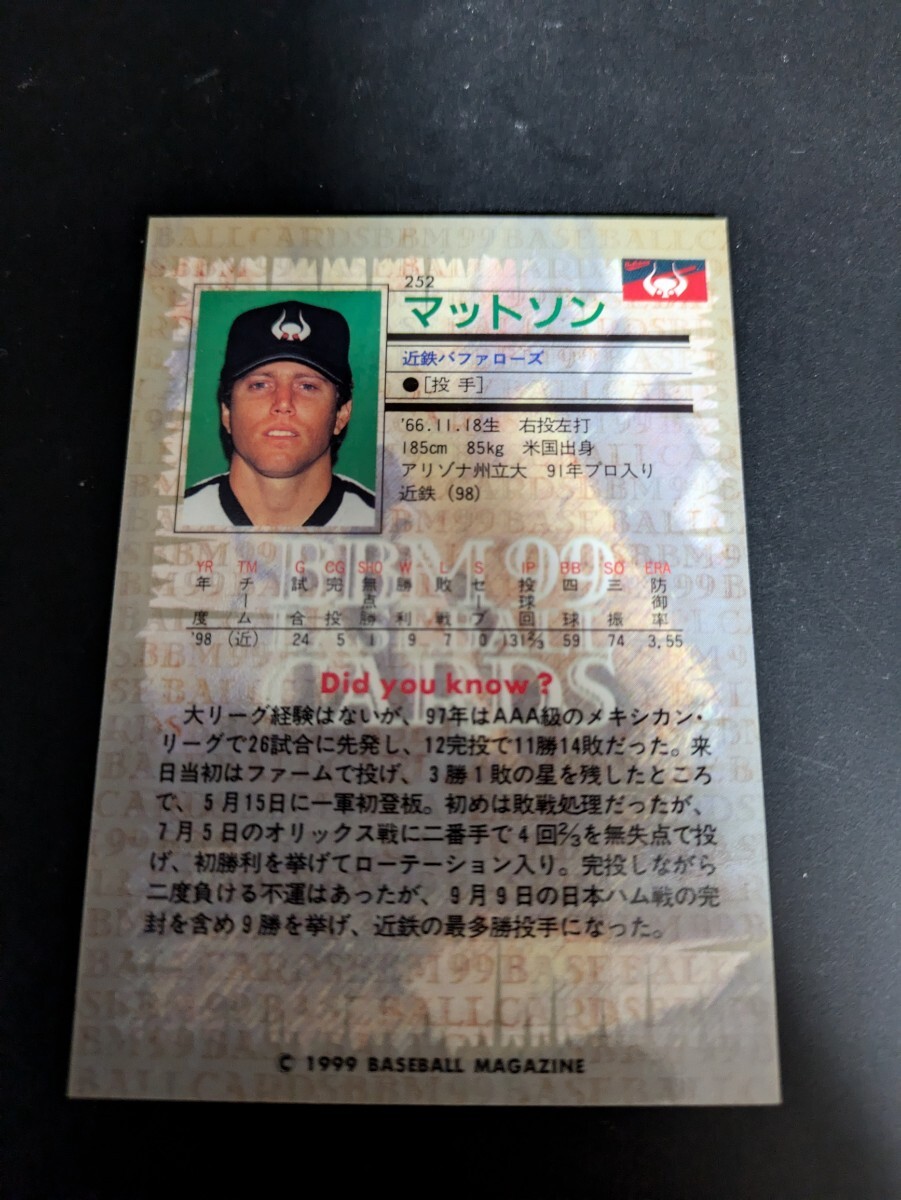 252
マットソン
近鉄バファローズ
●[投手]
'66.11.18生 右投左打
185cm 85kg 米国出身
アリゾナ州立大 91年プロ入り
近鉄(98)
YR TM G CG SHO W L S IP BB SO ERA
年度 チーム 試合 完投 無点勝 勝利 敗戦 セーブ 投球回 四球 三振 防御率
'98 (近) 24 5 1 9 7 0 131 2/3 59 74 3.55
BBM 99
BASEBALL
CARDS
Did you know?
大リーグ経験はないが、97年はAAA級のメキシカン・
リーグで26試合に先発し、12完投で11勝14敗だった。来
日当初はファームで投げ、3勝1敗の星を残したところ
で、5月15日に一軍初登板。初めは敗戦処理だったが、
7月5日のオリックス戦に二番手で4回2/3を無失点で投
げ、初勝利を挙げてローテーション入り。完投しながら
二度負ける不運はあったが、9月9日の日本ハム戦の完
封を含め9勝を挙げ、近鉄の最多勝投手になった。
© 1999 BASEBALL MAGAZINE